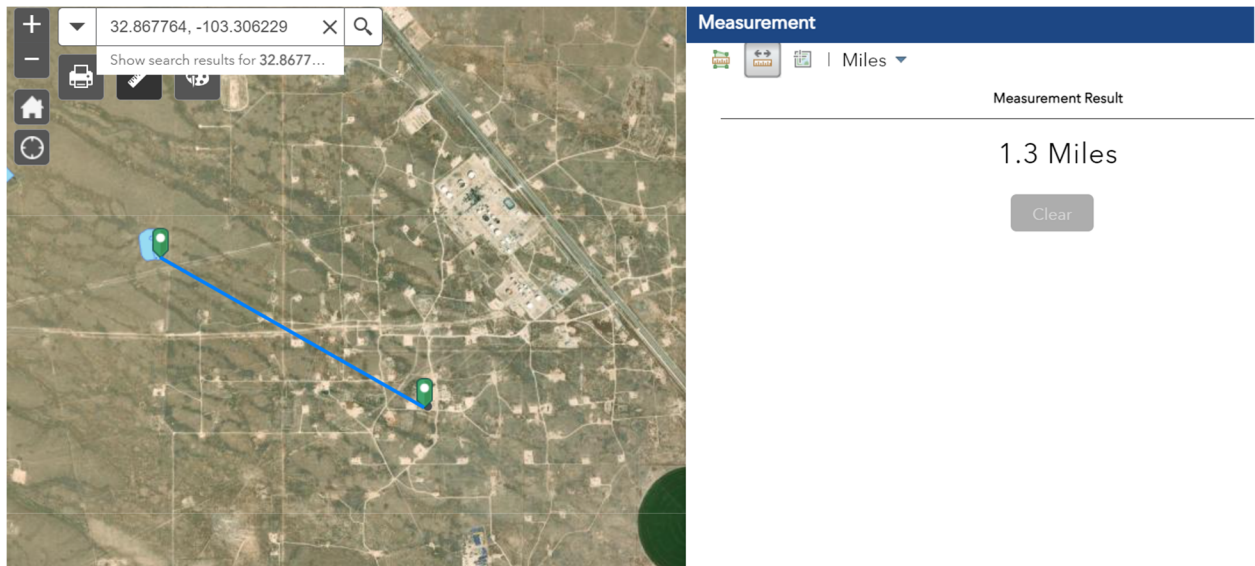 32.867764, -103.306229
Show search results for 32.8677...
Measurement
Miles
Measurement Result
1.3 Miles
Clear